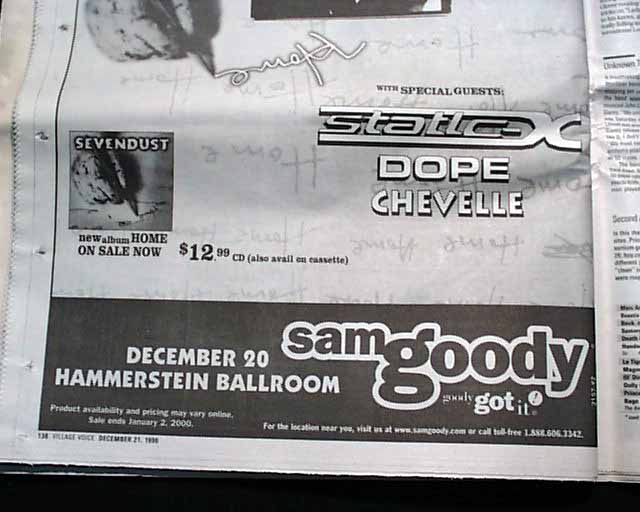 Home
WITH SPECIAL GUESTS:
static-X
DOPE
CHEVELLE
SEVENDUST
new album HOME
ON SALE NOW
$12.99 CD (also avail on cassette)
DECEMBER 20
HAMMERSTEIN BALLROOM
sam goody
goody got it!
Product availability and pricing may vary online.
Sale ends January 2, 2000.
For the location near you, visit us at www.samgoody.com or call toll-free 1.888.606.3342.
138 VILLAGE VOICE DECEMBER 21, 1999